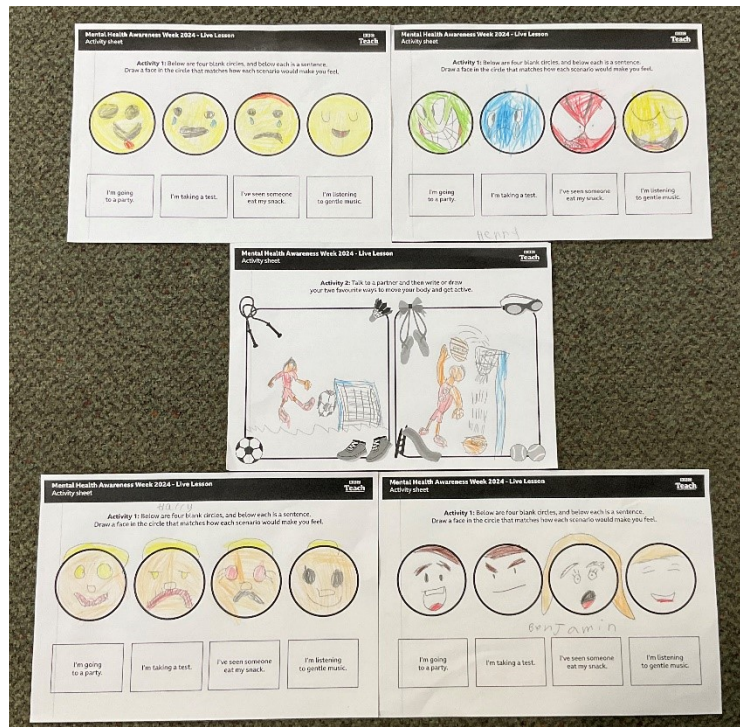 Mental Health Awareness Week 2024 - Live Lesson
Activity sheet
BBC
Teach
Activity 1: Below are four blank circles, and below each is a sentence.
Draw a face in the circle that matches how each scenario would make you feel.
I'm going
to a party.
I'm taking a test.
I've seen someone
eat my snack.
I'm listening
to gentle music.
Mental Health Awareness Week 2024 - Live Lesson
Activity sheet
BBC
Teach
Activity 1: Below are four blank circles, and below each is a sentence.
Draw a face in the circle that matches how each scenario would make you feel.
I'm going
to a party.
I'm taking a test.
I've seen someone
eat my snack.
I'm listening
to gentle music.
Henry
Mental Health Awareness Week 2024 - Live Lesson
Activity sheet
BBC
Teach
Activity 2: Talk to a partner and then write or draw
your two favourite ways to move your body and get active.
Mental Health Awareness Week 2024 - Live Lesson
Activity sheet
BBC
Teach
Harry
Activity 1: Below are four blank circles, and below each is a sentence.
Draw a face in the circle that matches how each scenario would make you feel.
I'm going
to a party.
I'm taking a test.
I've seen someone
eat my snack.
I'm listening
to gentle music.
Mental Health Awareness Week 2024 - Live Lesson
Activity sheet
BBC
Teach
Activity 1: Below are four blank circles, and below each is a sentence.
Draw a face in the circle that matches how each scenario would make you feel.
Benjamin
I'm going
to a party.
I'm taking a test.
I've seen someone
eat my snack.
I'm listening
to gentle music.